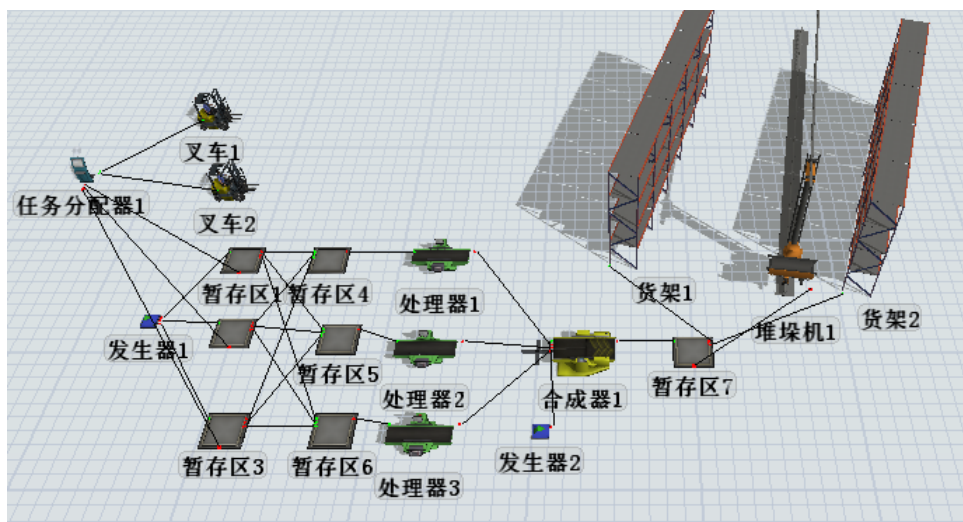 叉车1
叉车2
任务分配器1
暂存区1
暂存区4
处理器1
货架1
堆垛机1
货架2
发生器1
暂存区5
处理器2
合成器1
暂存区7
暂存区3
暂存区6
处理器3
发生器2